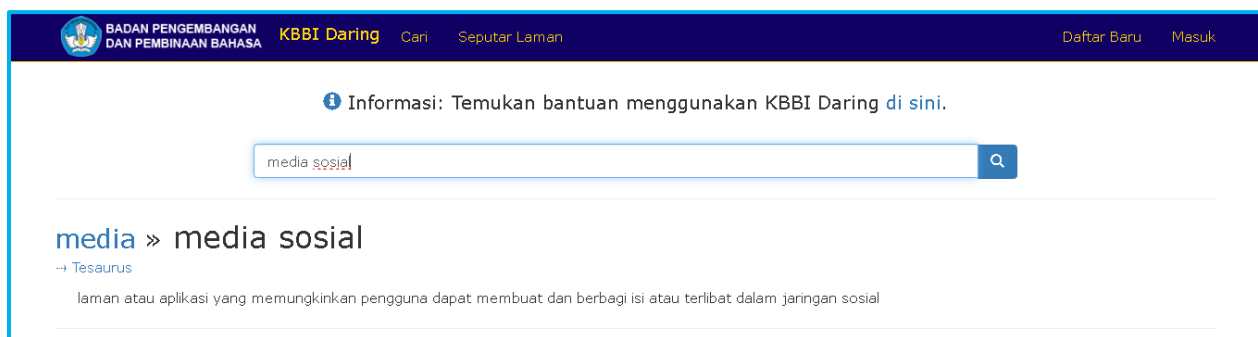 BADAN PENGEMBANGAN
DAN PEMBINAAN BAHASA
KBBI Daring Cari Seputar Laman Daftar Baru Masuk
Informasi: Temukan bantuan menggunakan KBBI Daring di sini.
media sosial
media » media sosial
⤏ Tesaurus
laman atau aplikasi yang memungkinkan pengguna dapat membuat dan berbagi isi atau terlibat dalam jaringan sosial